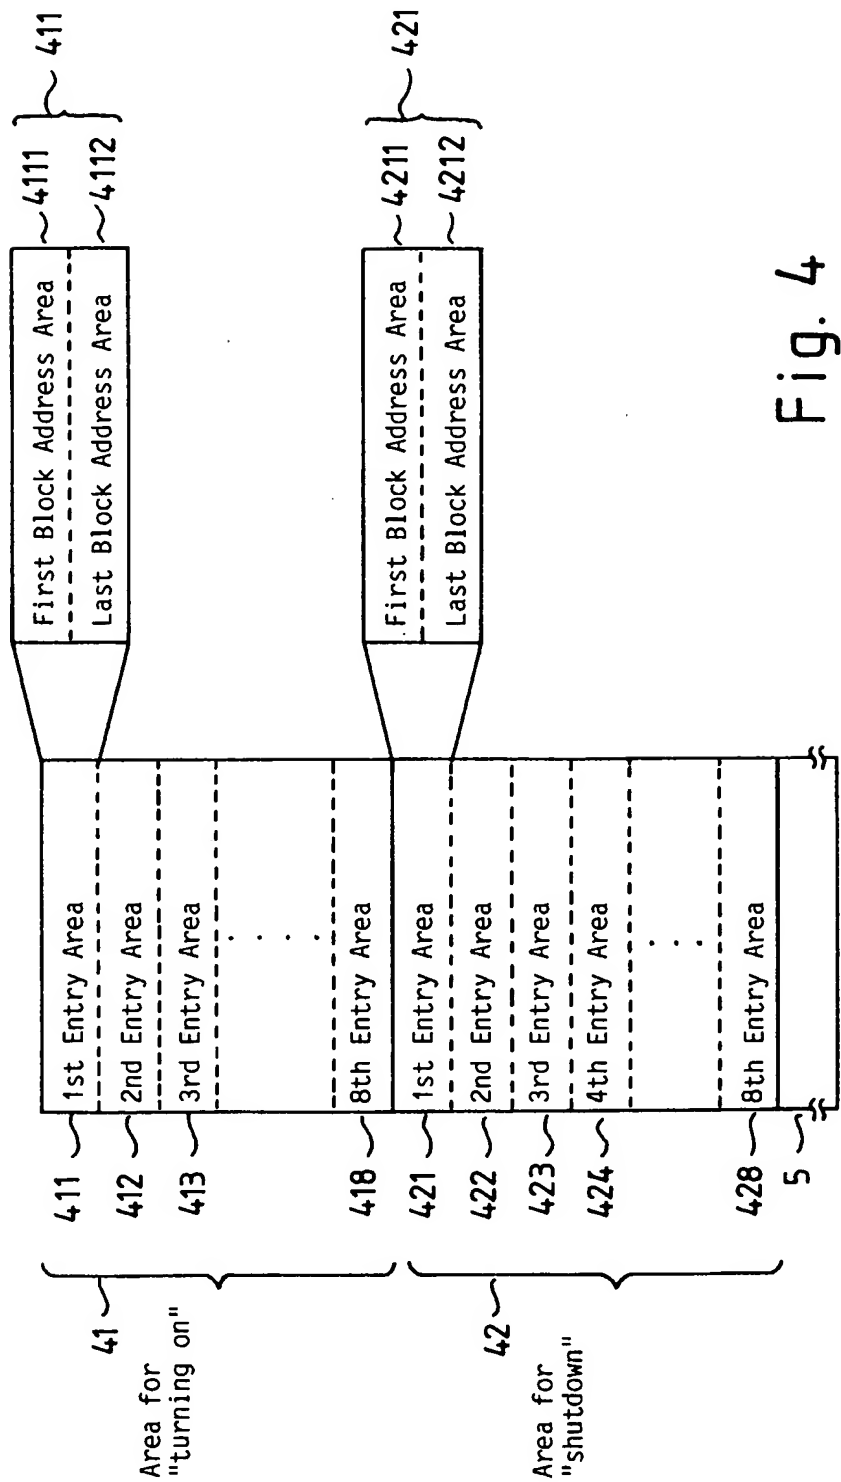 Area for
"turning on"
41
411
1st Entry Area
412
2nd Entry Area
413
3rd Entry Area
418
8th Entry Area
Area for
"shutdown"
42
421
1st Entry Area
422
2nd Entry Area
423
3rd Entry Area
424
4th Entry Area
428
8th Entry Area
5
First Block Address Area
4111
Last Block Address Area
4112
411
First Block Address Area
4211
Last Block Address Area
4212
421
Fig. 4